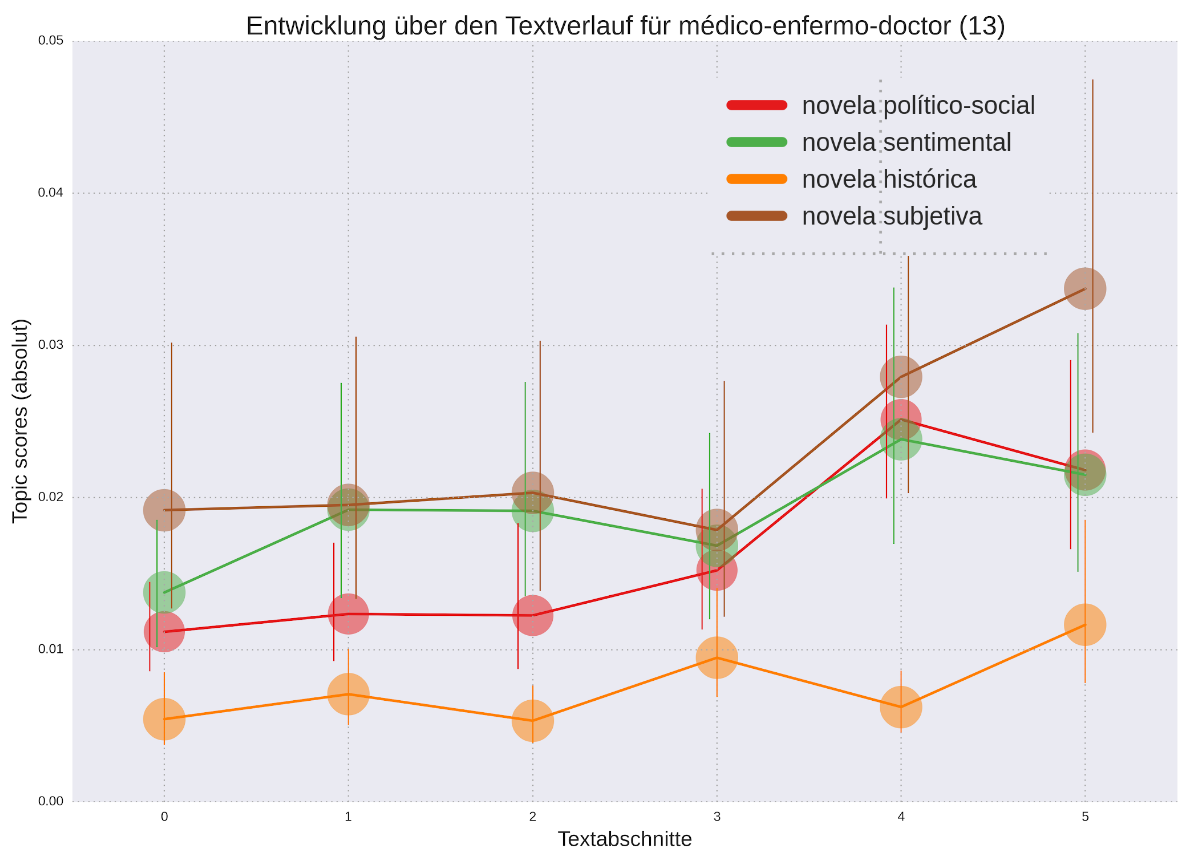 Entwicklung über den Textverlauf für médico-enfermo-doctor (13)
0.05
0.04
0.03
0.02
0.01
0.00
Topic scores (absolut)
novela político-social
novela sentimental
novela histórica
novela subjetiva
0 1 2 3 4 5
Textabschnitte